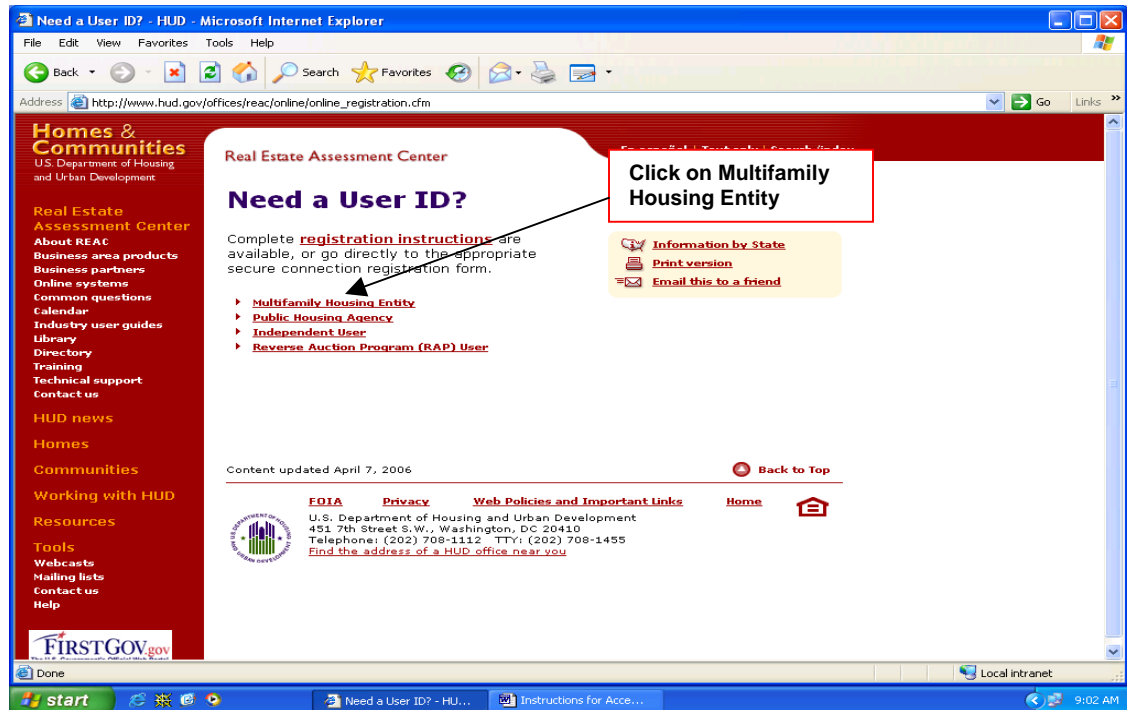 Need a User ID? - HUD - Microsoft Internet Explorer
File Edit View Favorites Tools Help
Back Search Favorites
Address http://www.hud.gov/offices/reac/online/online_registration.cfm Go Links »
Homes &
Communities
U.S. Department of Housing
and Urban Development
Real Estate
Assessment Center
About REAC
Business area products
Business partners
Online systems
Common questions
Calendar
Industry user guides
Library
Directory
Training
Technical support
Contact us
HUD news
Homes
Communities
Working with HUD
Resources
Tools
Webcasts
Mailing lists
Contact us
Help
FIRSTGOV.gov
Real Estate Assessment Center
Click on Multifamily
Housing Entity
Need a User ID?
Complete registration instructions are
available, or go directly to the appropriate
secure connection registration form.
Multifamily Housing Entity
Public Housing Agency
Independent User
Reverse Auction Program (RAP) User
Information by State
Print version
Email this to a friend
Content updated April 7, 2006
Back to Top
FOIA Privacy Web Policies and Important Links Home
U.S. Department of Housing and Urban Development
451 7th Street S.W., Washington, DC 20410
Telephone: (202) 708-1112 TTY: (202) 708-1455
Find the address of a HUD office near you
Done
Local intranet
start
Need a User ID? - HU...
Instructions for Acce...
9:02 AM